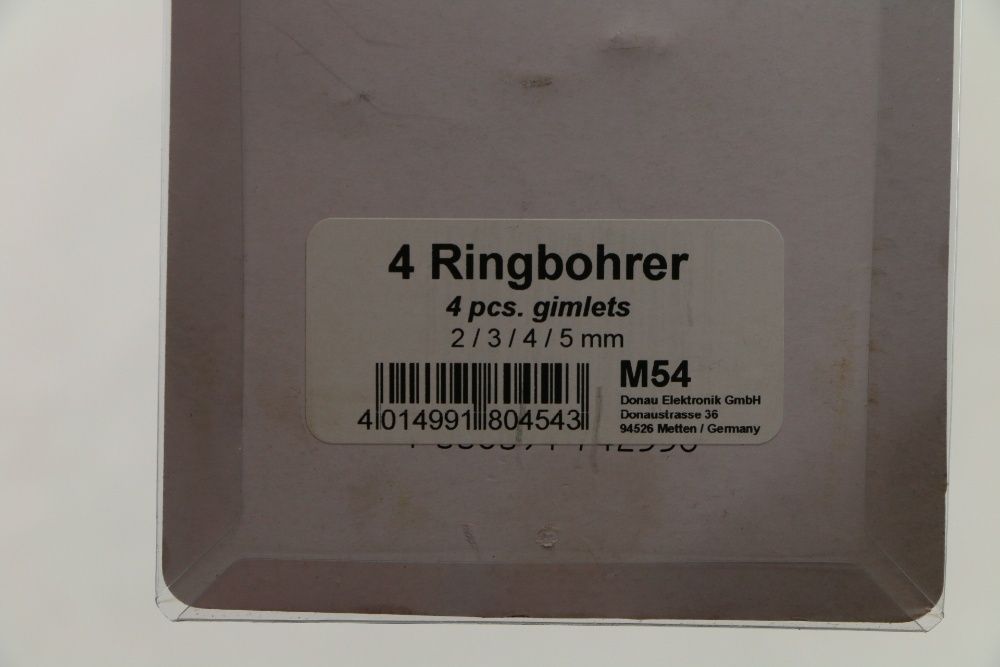 4 Ringbohrer
4 pcs. gimlets
2 / 3 / 4 / 5 mm
M54
Donau Elektronik GmbH
Donaustrasse 36
94526 Metten / Germany
4 014991 804543